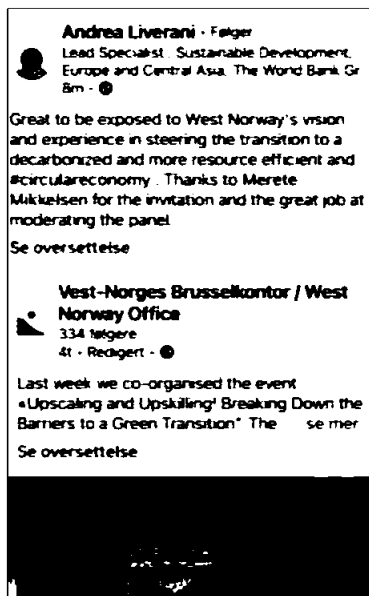 Andrea Liverani · Følger
Lead Specialist . Sustainable Development,
Europe and Central Asia, The World Bank Gr
8m ·
Great to be exposed to West Norway's vision
and experience in steering the transition to a
decarbonized and more resource efficient and
#circulareconomy . Thanks to Merete
Mikkelsen for the invitation and the great job at
moderating the panel
Se oversettelse
Vest-Norges Brusselkontor / West
Norway Office
334 følgere
4t · Redigert ·
Last week we co-organised the event
«Upscaling and Upskilling! Breaking Down the
Barriers to a Green Transition" The se mer
Se oversettelse